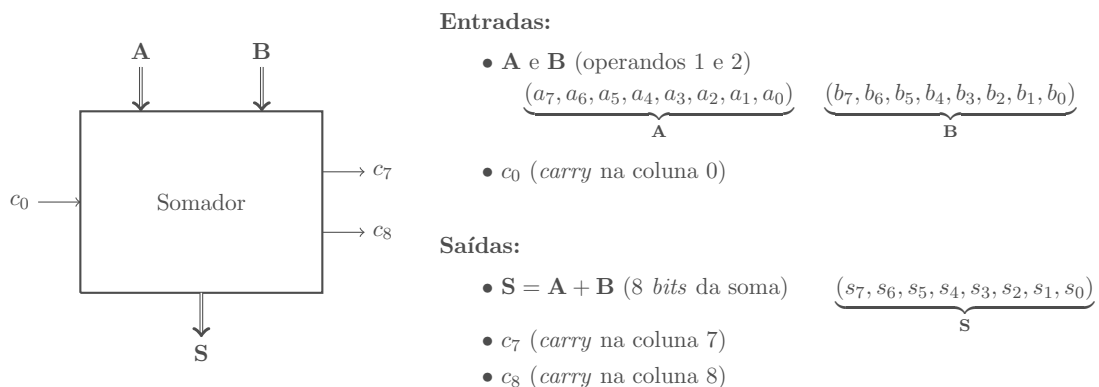 A B
c₀ Somador c₇
c₈
S
Entradas:
• A e B (operandos 1 e 2)
(a₇, a₆, a₅, a₄, a₃, a₂, a₁, a₀) (b₇, b₆, b₅, b₄, b₃, b₂, b₁, b₀)
A B
• c₀ (carry na coluna 0)
Saídas:
• S = A + B (8 bits da soma) (s₇, s₆, s₅, s₄, s₃, s₂, s₁, s₀)
S
• c₇ (carry na coluna 7)
• c₈ (carry na coluna 8)